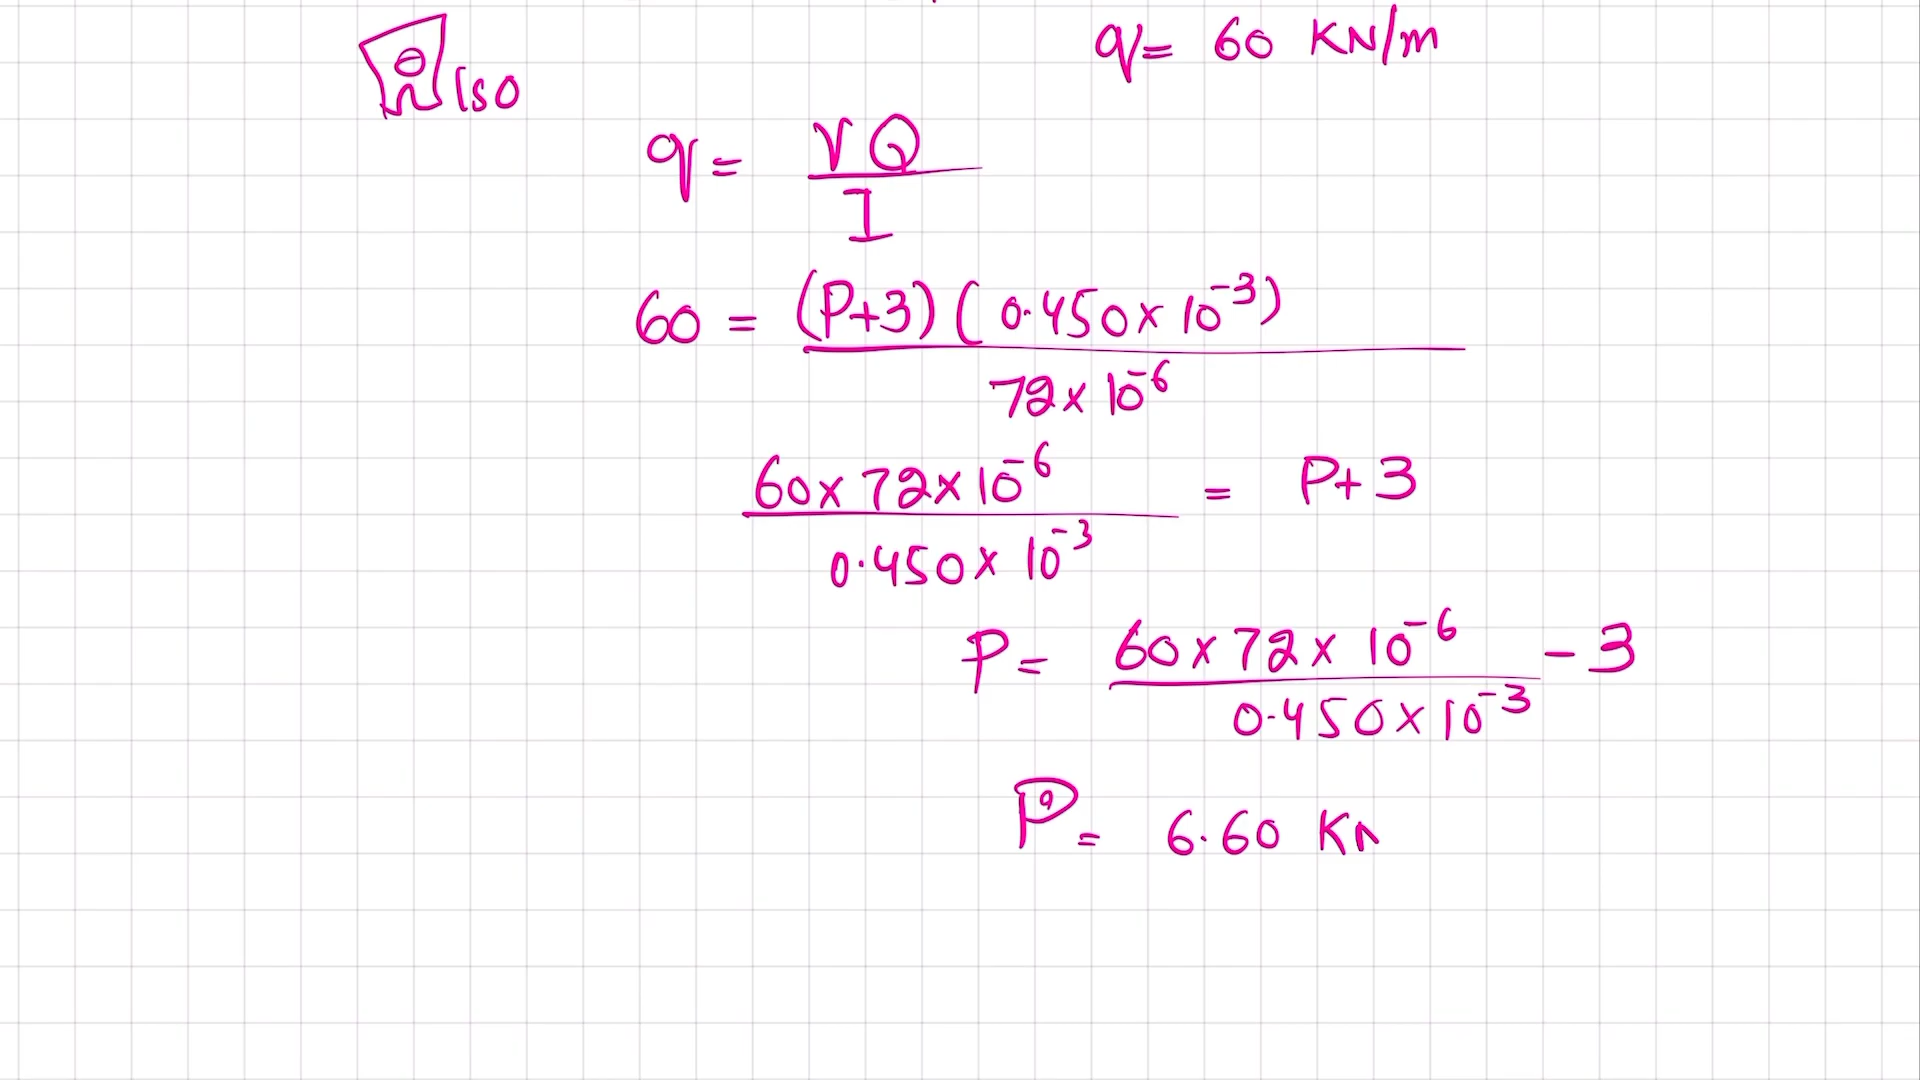 q = 60 KN/m
150
q = VQ / I
60 = (P+3) ( 0.450 × 10⁻³) / 72 × 10⁻⁶
60 × 72 × 10⁻⁶ / 0.450 × 10⁻³ = P+3
P = 60 × 72 × 10⁻⁶ / 0.450 × 10⁻³ - 3
P = 6.60 KN